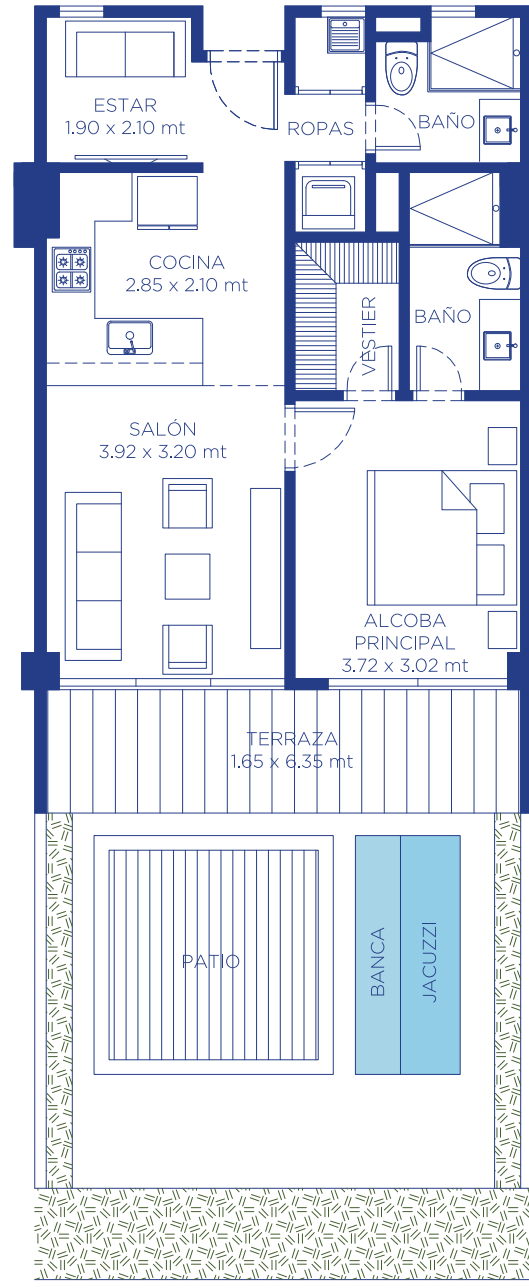 ESTAR
1.90 x 2.10 mt
ROPAS
BAÑO
COCINA
2.85 x 2.10 mt
VESTIER
BAÑO
SALÓN
3.92 x 3.20 mt
ALCOBA
PRINCIPAL
3.72 x 3.02 mt
TERRAZA
1.65 x 6.35 mt
PATIO
BANCA
JACUZZI